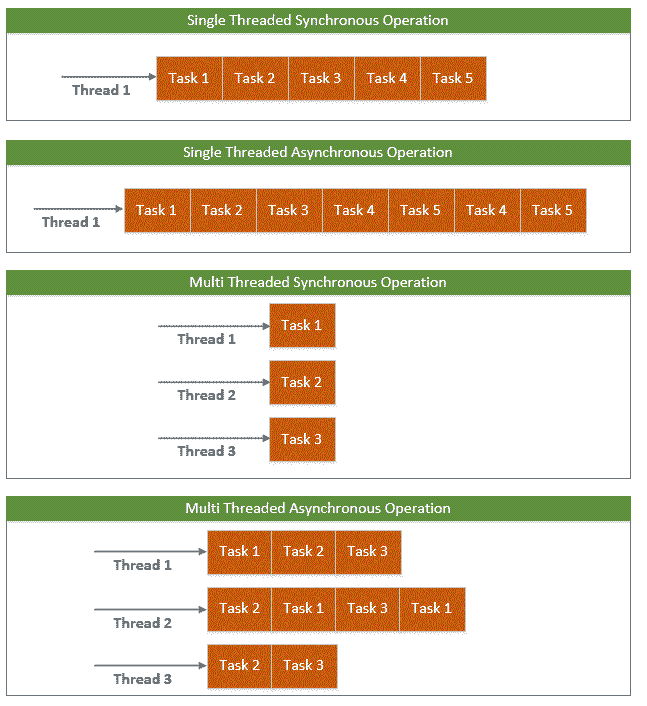 Single Threaded Synchronous Operation
Thread 1
Task 1 Task 2 Task 3 Task 4 Task 5
Single Threaded Asynchronous Operation
Thread 1
Task 1 Task 2 Task 3 Task 4 Task 5 Task 4 Task 5
Multi Threaded Synchronous Operation
Thread 1
Task 1
Thread 2
Task 2
Thread 3
Task 3
Multi Threaded Asynchronous Operation
Thread 1
Task 1 Task 2 Task 3
Thread 2
Task 2 Task 1 Task 3 Task 1
Thread 3
Task 2 Task 3